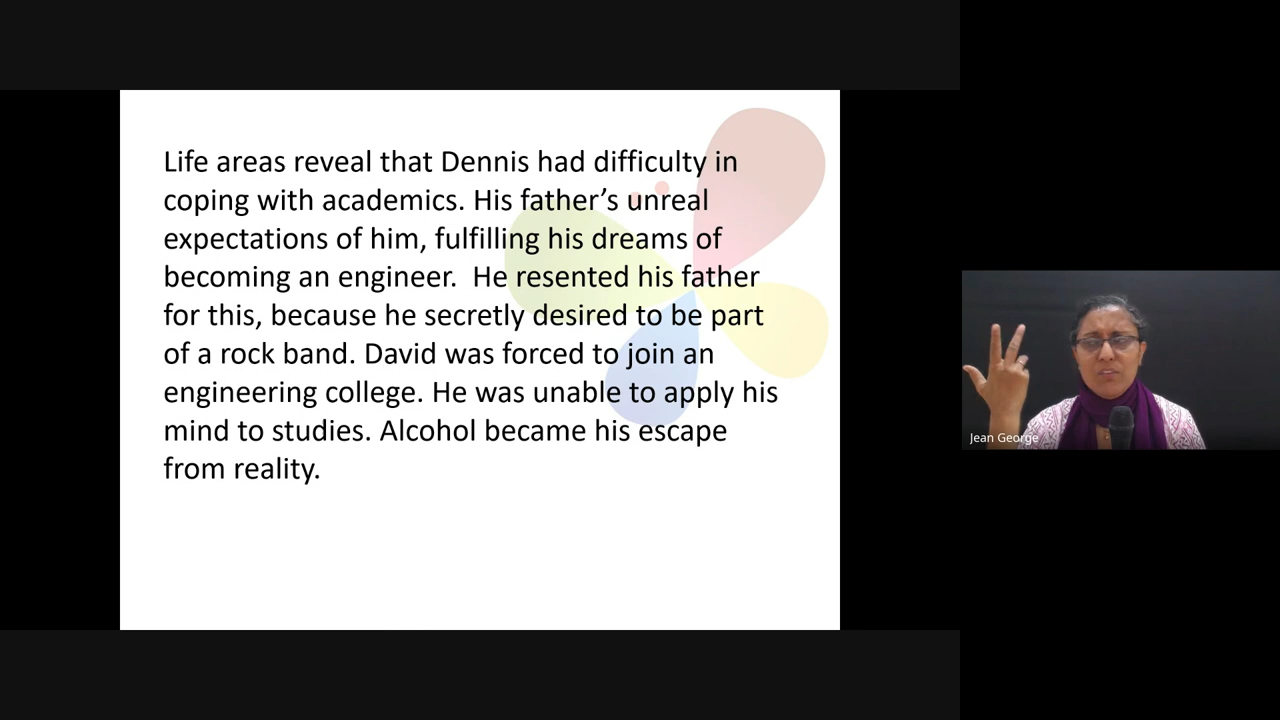 Life areas reveal that Dennis had difficulty in
coping with academics. His father’s unreal
expectations of him, fulfilling his dreams of
becoming an engineer.  He resented his father
for this, because he secretly desired to be part
of a rock band. David was forced to join an
engineering college. He was unable to apply his
mind to studies. Alcohol became his escape
from reality.
Jean George